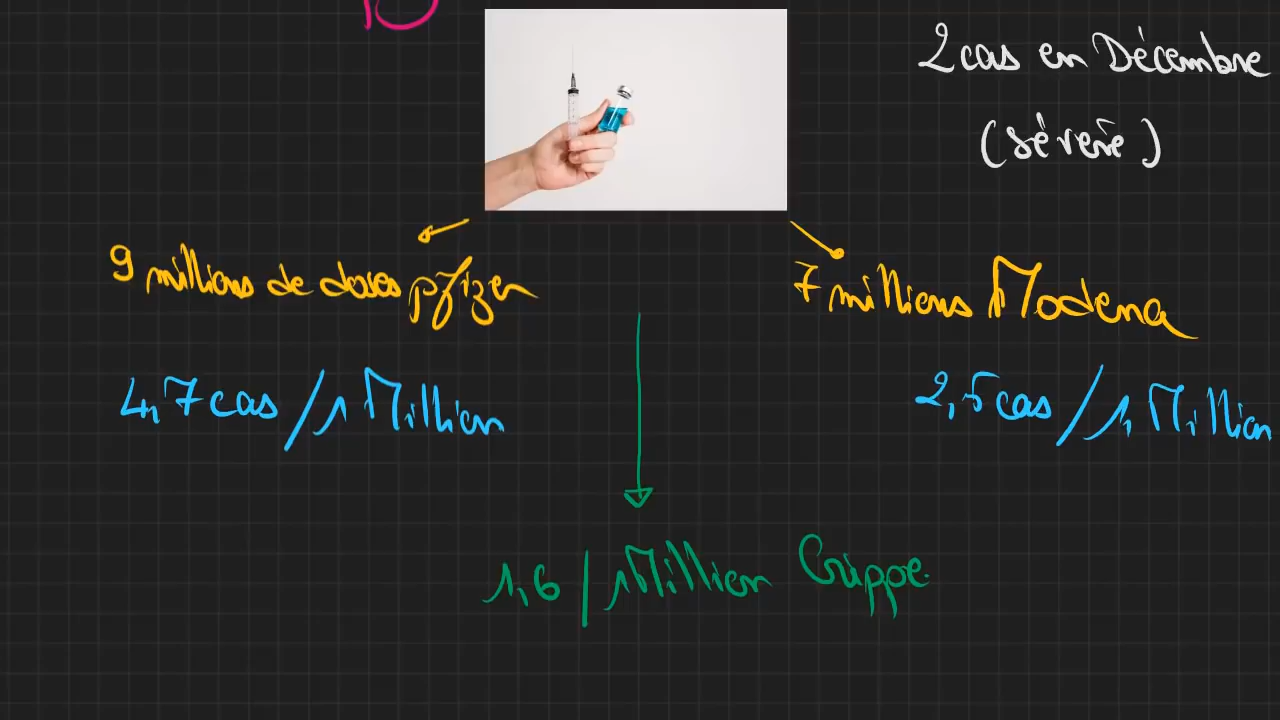 2 cas en Décembre
(sévère)
9 millions de doses pfizer
7 millions Moderna
4,7 cas / 1 Million
2,5 cas / 1 Million
1,6 / 1 Million Grippe